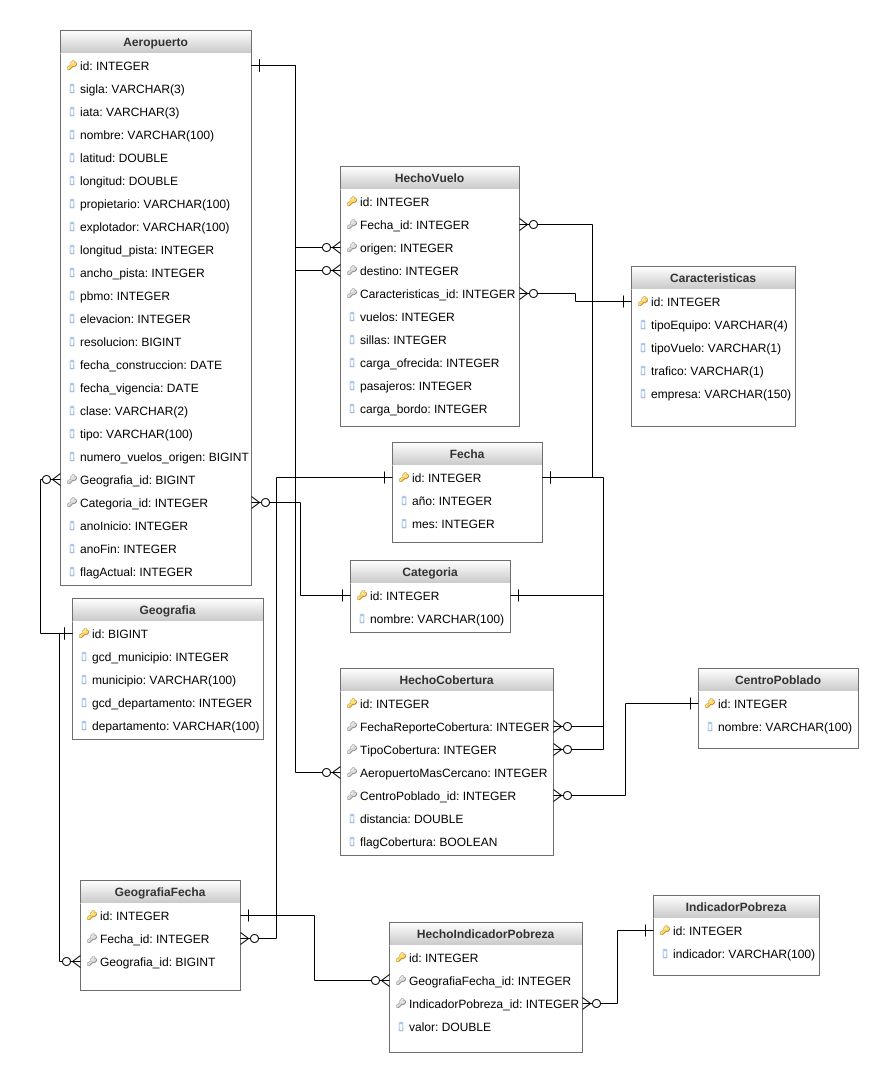 Aeropuerto
id: INTEGER
sigla: VARCHAR(3)
iata: VARCHAR(3)
nombre: VARCHAR(100)
latitud: DOUBLE
longitud: DOUBLE
propietario: VARCHAR(100)
explotador: VARCHAR(100)
longitud_pista: INTEGER
ancho_pista: INTEGER
pbmo: INTEGER
elevacion: INTEGER
resolucion: BIGINT
fecha_construccion: DATE
fecha_vigencia: DATE
clase: VARCHAR(2)
tipo: VARCHAR(100)
numero_vuelos_origen: BIGINT
Geografia_id: BIGINT
Categoria_id: INTEGER
anoInicio: INTEGER
anoFin: INTEGER
flagActual: INTEGER
HechoVuelo
id: INTEGER
Fecha_id: INTEGER
origen: INTEGER
destino: INTEGER
Caracteristicas_id: INTEGER
vuelos: INTEGER
sillas: INTEGER
carga_ofrecida: INTEGER
pasajeros: INTEGER
carga_bordo: INTEGER
Caracteristicas
id: INTEGER
tipoEquipo: VARCHAR(4)
tipoVuelo: VARCHAR(1)
trafico: VARCHAR(1)
empresa: VARCHAR(150)
Fecha
id: INTEGER
año: INTEGER
mes: INTEGER
Categoria
id: INTEGER
nombre: VARCHAR(100)
Geografia
id: BIGINT
gcd_municipio: INTEGER
municipio: VARCHAR(100)
gcd_departamento: INTEGER
departamento: VARCHAR(100)
HechoCobertura
id: INTEGER
FechaReporteCobertura: INTEGER
TipoCobertura: INTEGER
AeropuertoMasCercano: INTEGER
CentroPoblado_id: INTEGER
distancia: DOUBLE
flagCobertura: BOOLEAN
CentroPoblado
id: INTEGER
nombre: VARCHAR(100)
GeografiaFecha
id: INTEGER
Fecha_id: INTEGER
Geografia_id: BIGINT
HechoIndicadorPobreza
id: INTEGER
GeografiaFecha_id: INTEGER
IndicadorPobreza_id: INTEGER
valor: DOUBLE
IndicadorPobreza
id: INTEGER
indicador: VARCHAR(100)